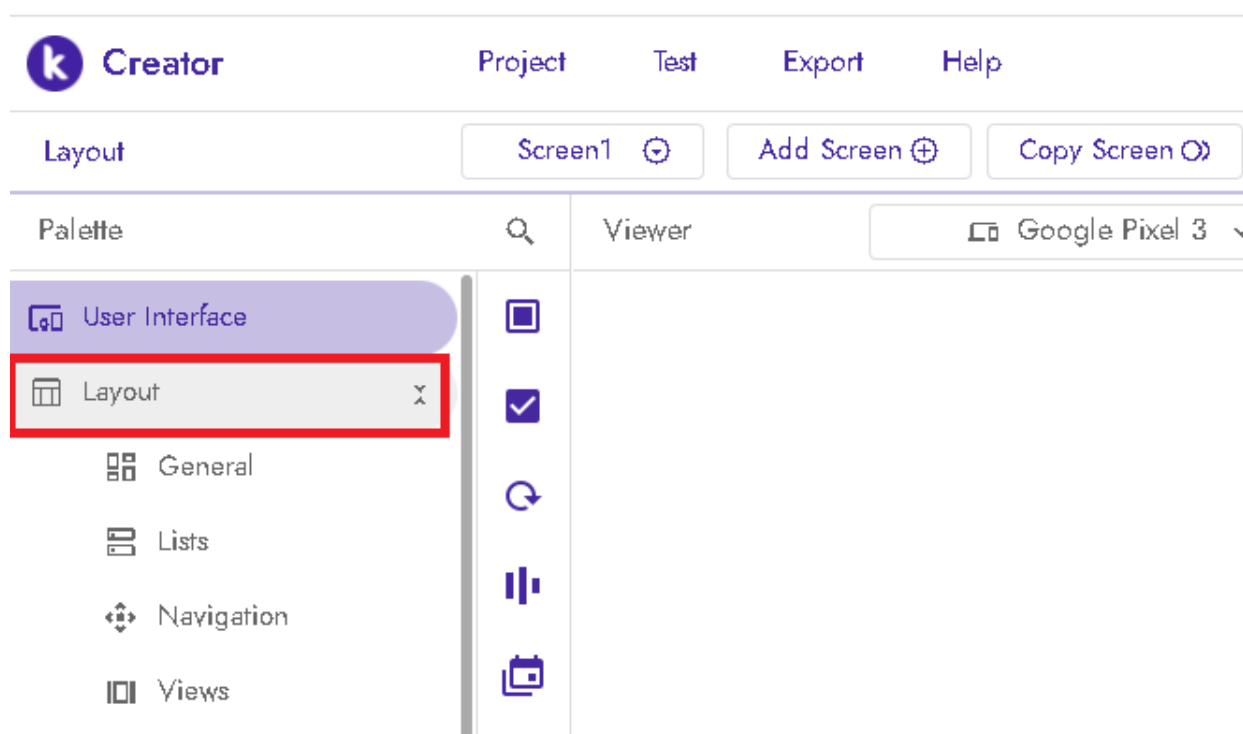 k Creator Project Test Export Help
Layout Screen1 Add Screen Copy Screen
Palette Viewer Google Pixel 3
User Interface
Layout
General
Lists
Navigation
Views